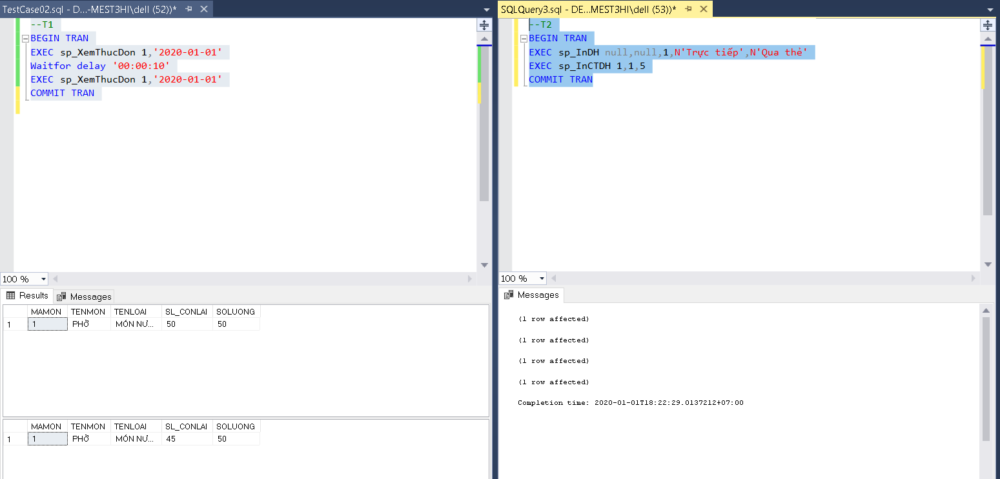 TestCase02.sql - D...-MEST3HI\dell (52))*
--T1
BEGIN TRAN
EXEC sp_XemThucDon 1,'2020-01-01'
Waitfor delay '00:00:10'
EXEC sp_XemThucDon 1,'2020-01-01'
COMMIT TRAN
100 %
Results Messages
MAMON TENMON TENLOAI SL_CONLAI SOLUONG
1 1 PHỞ MÓN NƯ... 50 50
MAMON TENMON TENLOAI SL_CONLAI SOLUONG
1 1 PHỞ MÓN NƯ... 45 50
SQLQuery3.sql - DE...MEST3HI\dell (53))*
--T2
BEGIN TRAN
EXEC sp_InDH null,null,1,N'Trực tiếp',N'Qua thẻ'
EXEC sp_InCTDH 1,1,5
COMMIT TRAN
100 %
Messages
(1 row affected)
(1 row affected)
(1 row affected)
(1 row affected)
Completion time: 2020-01-01T18:22:29.0137212+07:00